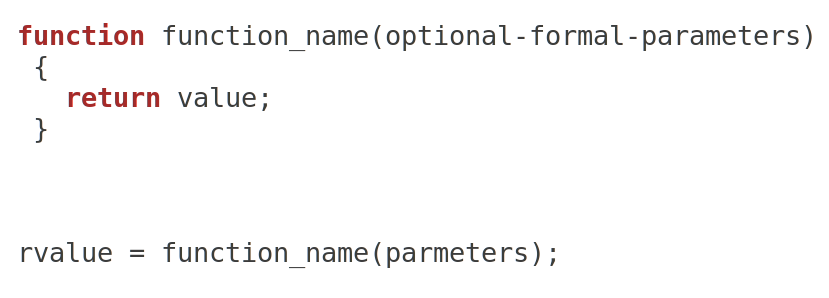 function function_name(optional-formal-parameters)
{
return value;
}
rvalue = function_name(parmeters);